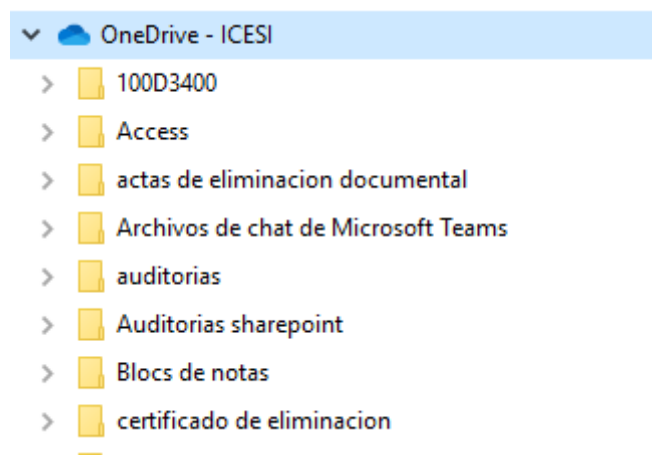 OneDrive - ICESI
100D3400
Access
actas de eliminacion documental
Archivos de chat de Microsoft Teams
auditorias
Auditorias sharepoint
Blocs de notas
certificado de eliminacion